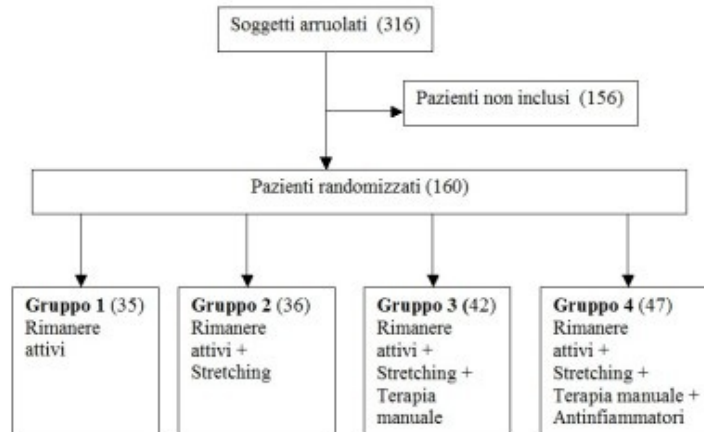 Soggetti arruolati (316)
Pazienti non inclusi (156)
Pazienti randomizzati (160)
Gruppo 1 (35)
Rimanere
attivi
Gruppo 2 (36)
Rimanere
attivi +
Stretching
Gruppo 3 (42)
Rimanere
attivi +
Stretching +
Terapia
manuale
Gruppo 4 (47)
Rimanere
attivi +
Stretching +
Terapia manuale +
Antinfiammatori